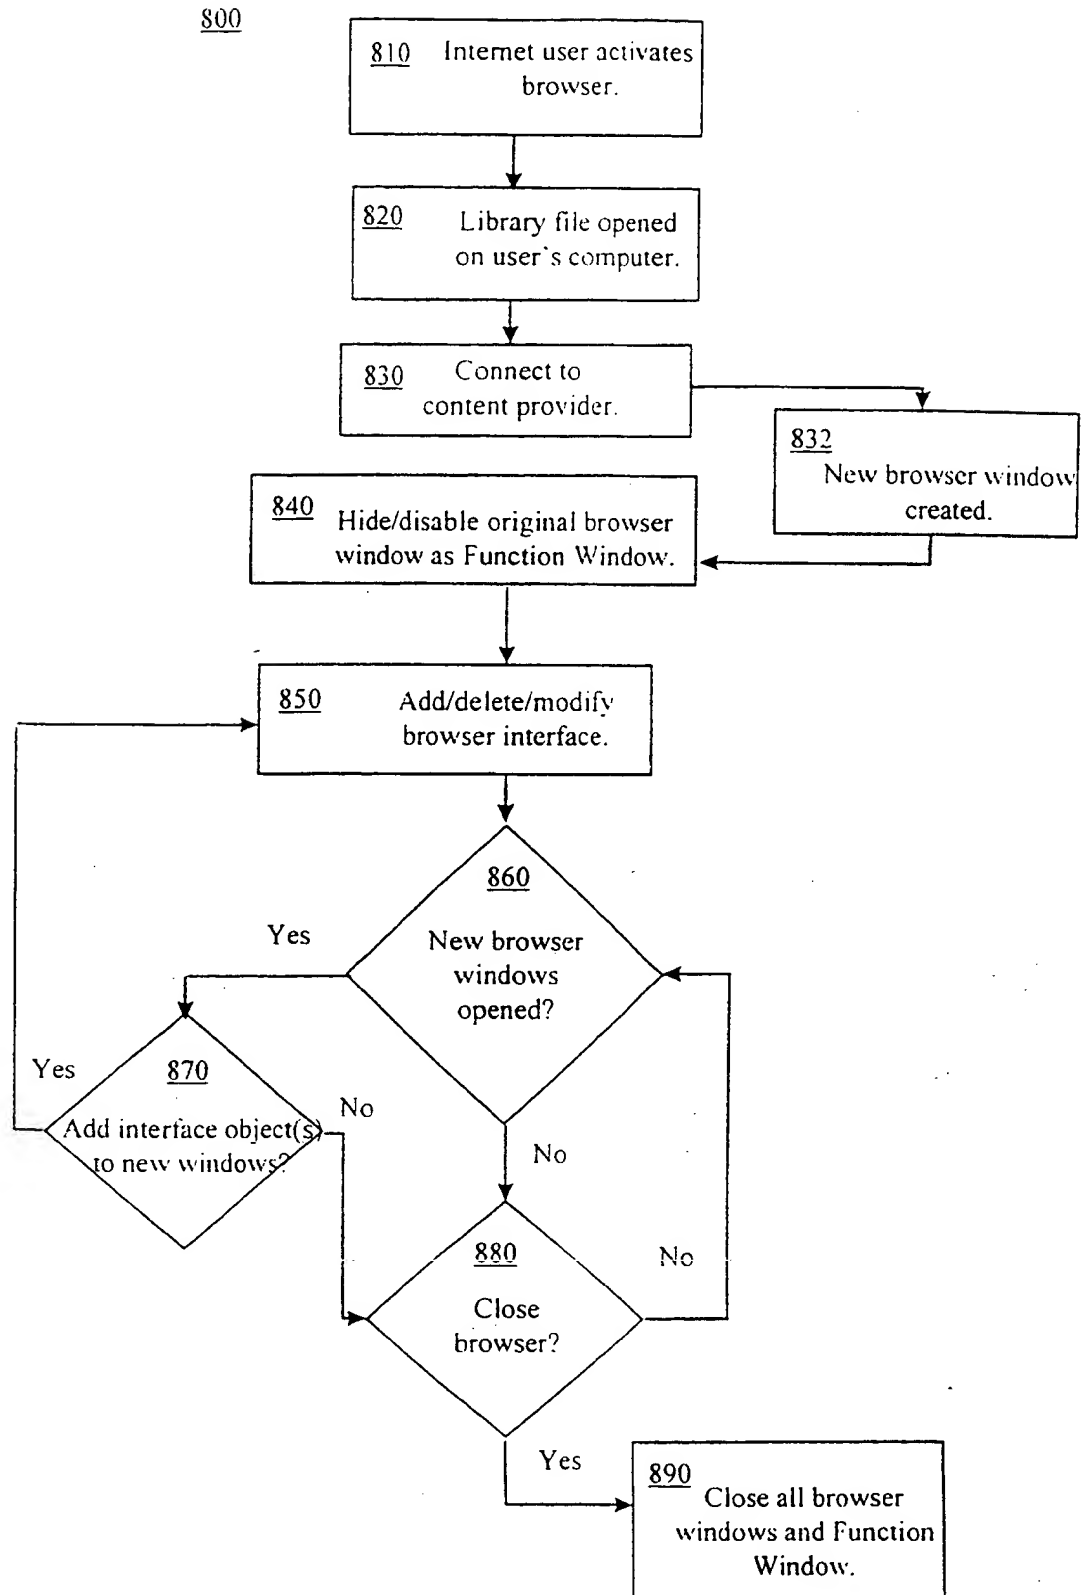 800
810 Internet user activates
browser.
820 Library file opened
on user's computer.
830 Connect to
content provider.
832
New browser window
created.
840 Hide/disable original browser
window as Function Window.
850 Add/delete/modify
browser interface.
860
New browser
windows
opened?
Yes
No
870
Add interface object(s)
to new windows?
Yes
No
880
Close
browser?
No
Yes
890
Close all browser
windows and Function
Window.